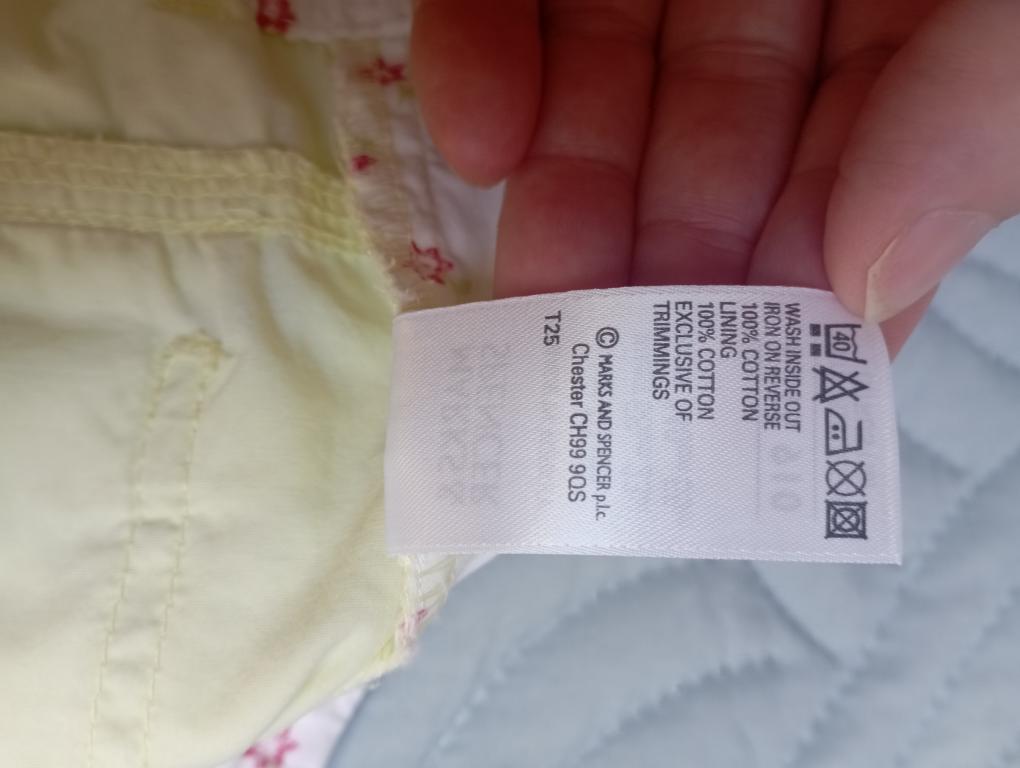 40
WASH INSIDE OUT
IRON ON REVERSE
100% COTTON
LINING
100% COTTON
EXCLUSIVE OF
TRIMMINGS
© MARKS AND SPENCER p.l.c.
Chester CH99 9QS
T25